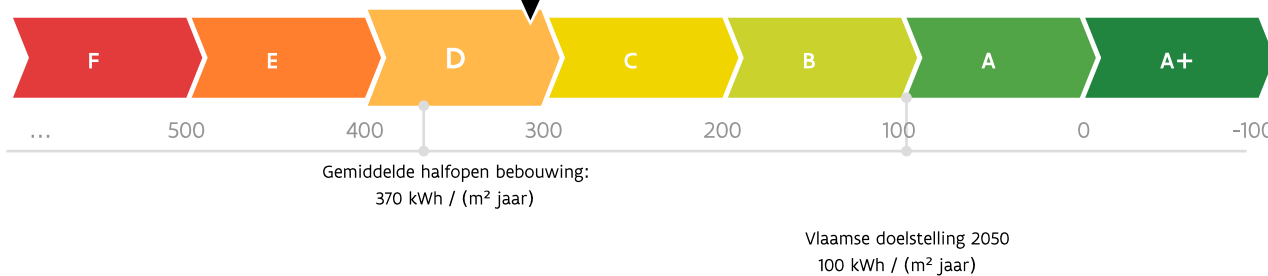 F E D C B A A+
... 500 400 300 200 100 0 -100
Gemiddelde halfopen bebouwing:
370 kWh / (m² jaar)
Vlaamse doelstelling 2050
100 kWh / (m² jaar)